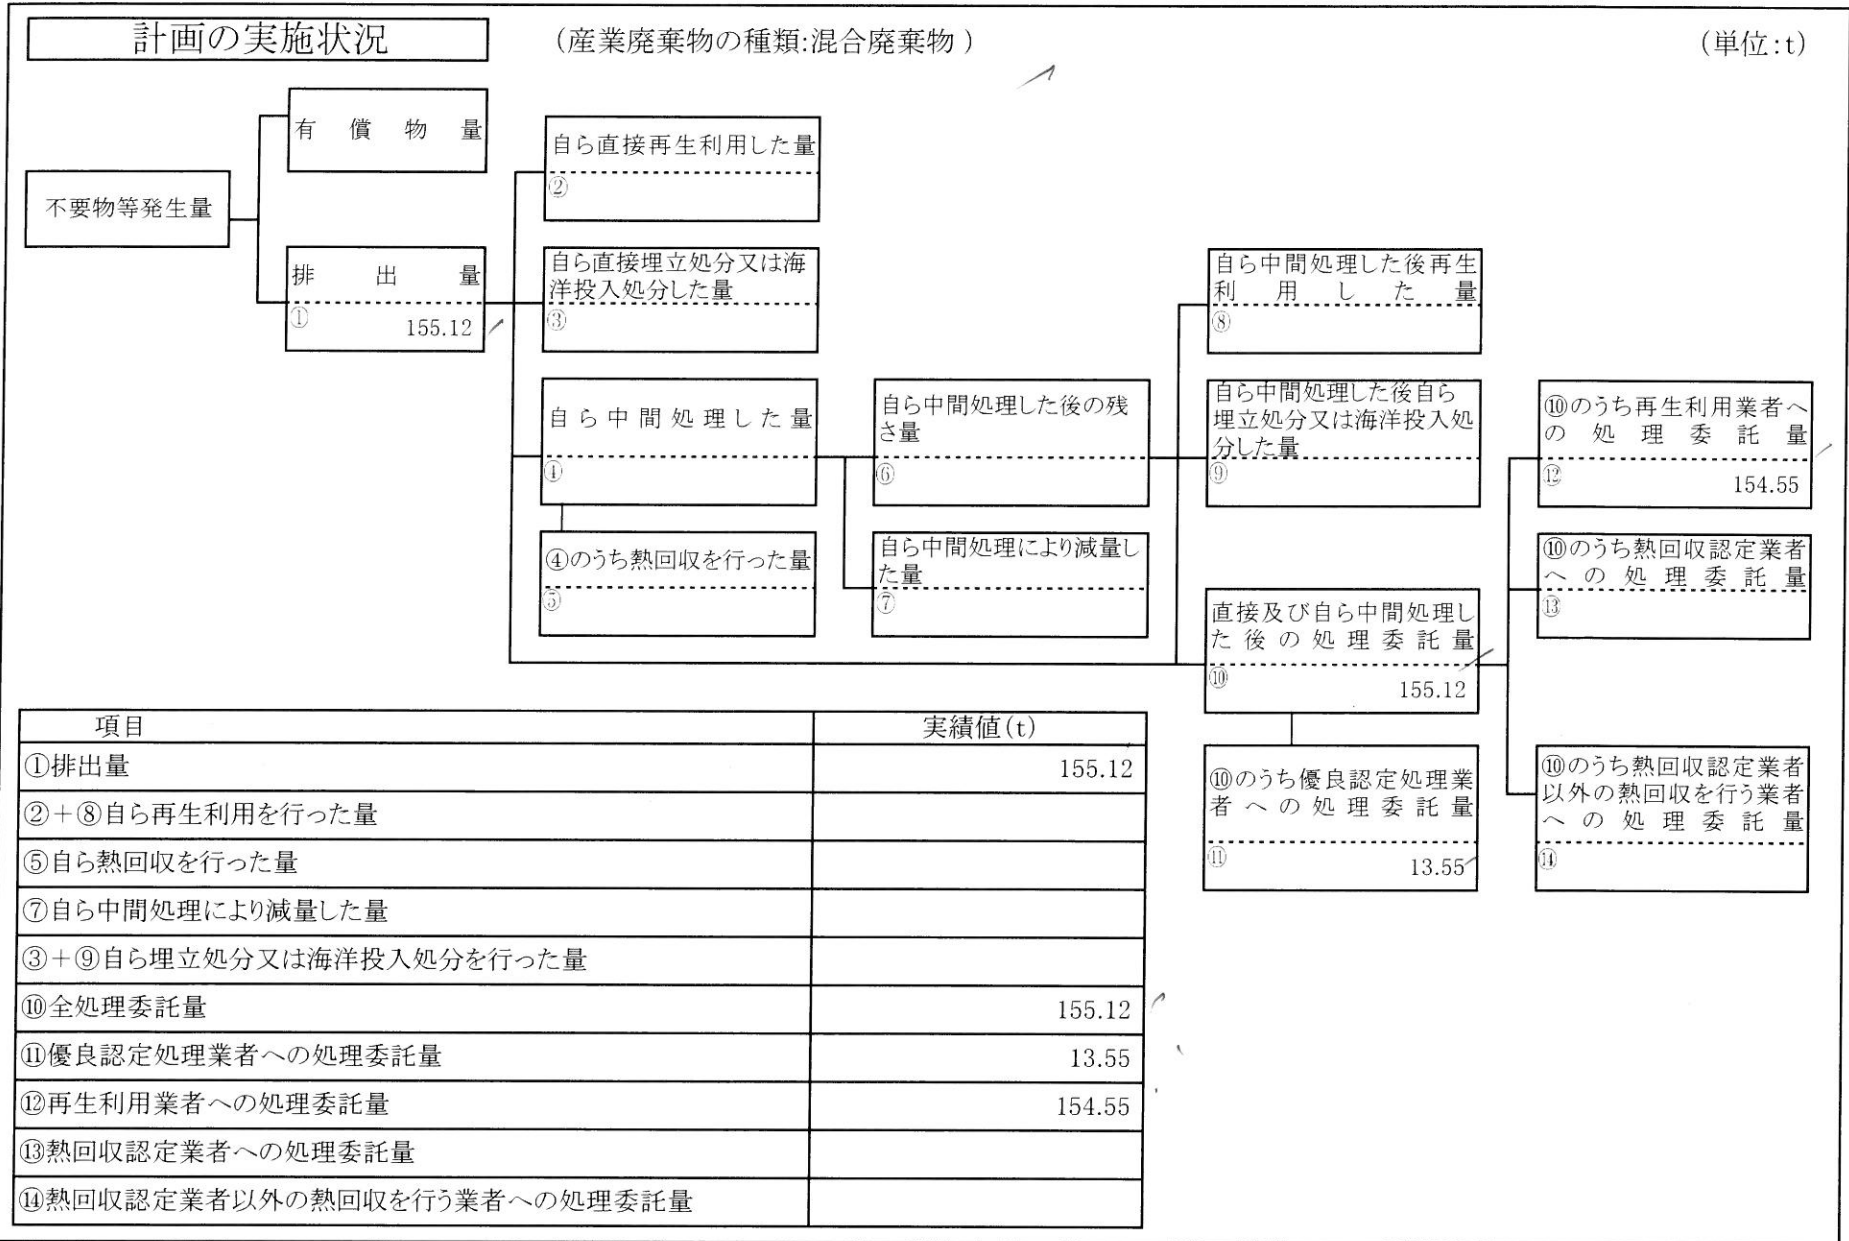 計画の実施状況
(産業廃棄物の種類:混合廃棄物 )
(単位:t)
有償物量
不要物等発生量
排出量
①
155.12
自ら直接再生利用した量
②
自ら直接埋立処分又は海
洋投入処分した量
③
自ら中間処理した量
④
④のうち熱回収を行った量
⑤
自ら中間処理した後の残
さ量
⑥
自ら中間処理により減量し
た量
⑦
自ら中間処理した後再生
利用した量
⑧
自ら中間処理した後自ら
埋立処分又は海洋投入処
分した量
⑨
直接及び自ら中間処理し
た後の処理委託量
⑩
155.12
⑩のうち優良認定処理業
者への処理委託量
⑪
13.55
⑩のうち再生利用業者へ
の処理委託量
⑫
154.55
⑩のうち熱回収認定業者
への処理委託量
⑬
⑩のうち熱回収認定業者
以外の熱回収を行う業者
への処理委託量
⑭
項目 実績値(t)
①排出量 155.12
②+⑧自ら再生利用を行った量
⑤自ら熱回収を行った量
⑦自ら中間処理により減量した量
③+⑨自ら埋立処分又は海洋投入処分を行った量
⑩全処理委託量 155.12
⑪優良認定処理業者への処理委託量 13.55
⑫再生利用業者への処理委託量 154.55
⑬熱回収認定業者への処理委託量
⑭熱回収認定業者以外の熱回収を行う業者への処理委託量